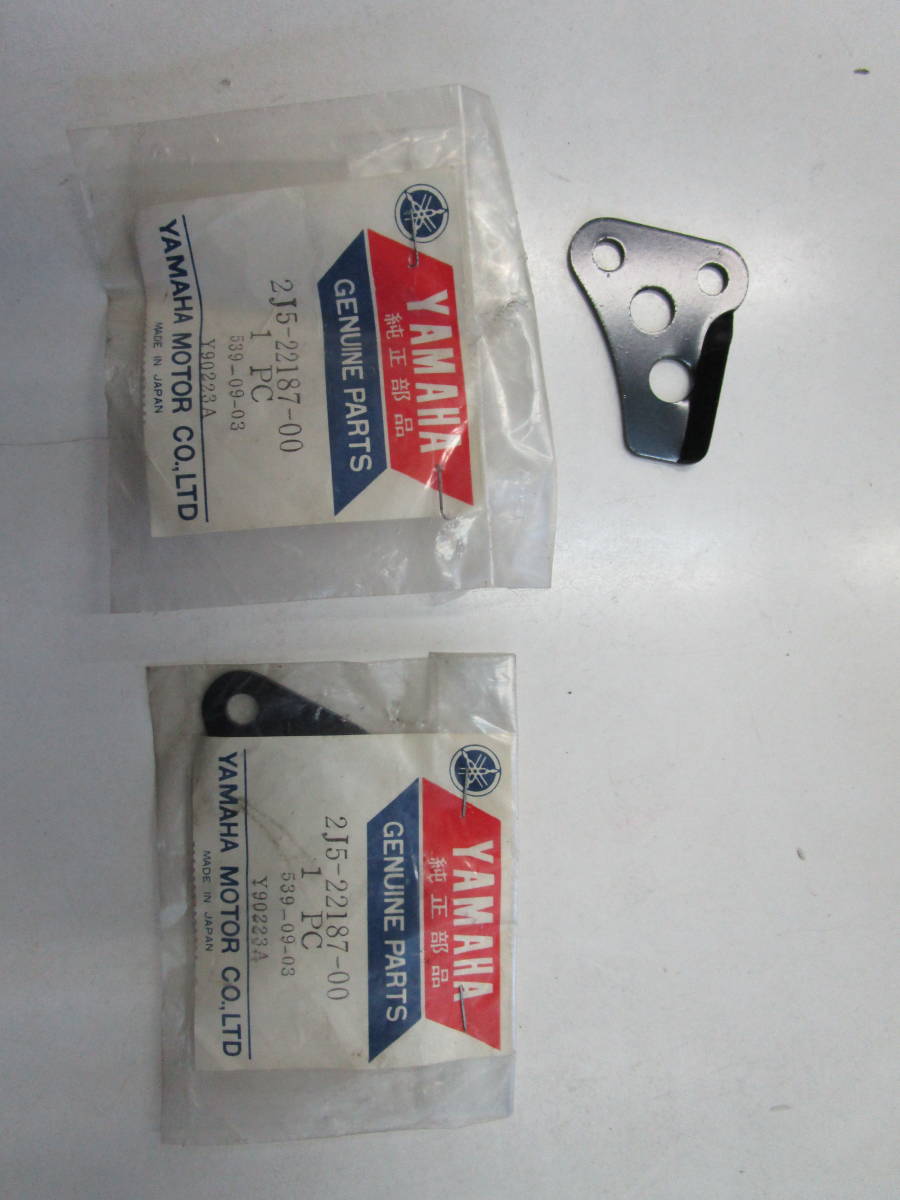 YAMAHA
純正部品
GENUINE PARTS
2J5-22187-00
1 PC
539-09-03
Y90223A
YAMAHA MOTOR CO.,LTD
MADE IN JAPAN
YAMAHA
純正部品
GENUINE PARTS
2J5-22187-00
1 PC
539-09-03
Y90223A
YAMAHA MOTOR CO.,LTD
MADE IN JAPAN